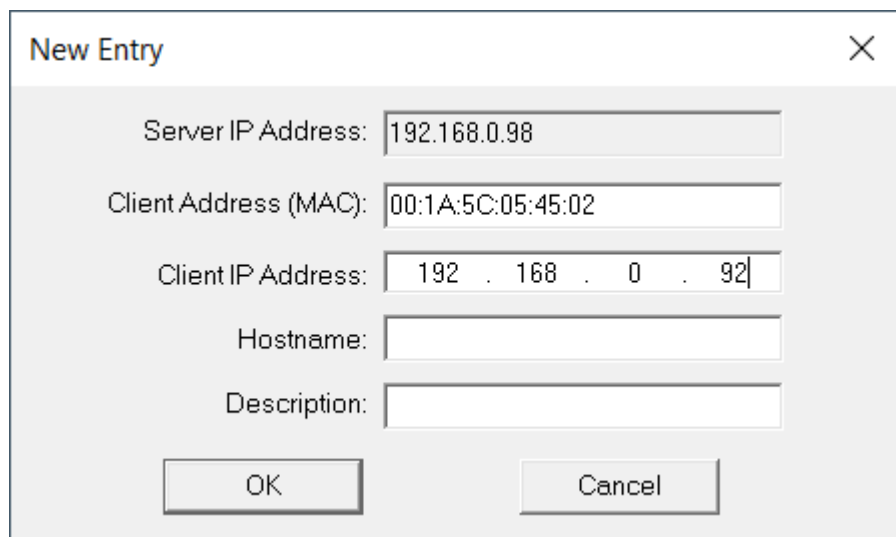 New Entry
Server IP Address: 192.168.0.98
Client Address (MAC): 00:1A:5C:05:45:02
Client IP Address: 192 . 168 . 0 . 92
Hostname:
Description:
OK Cancel